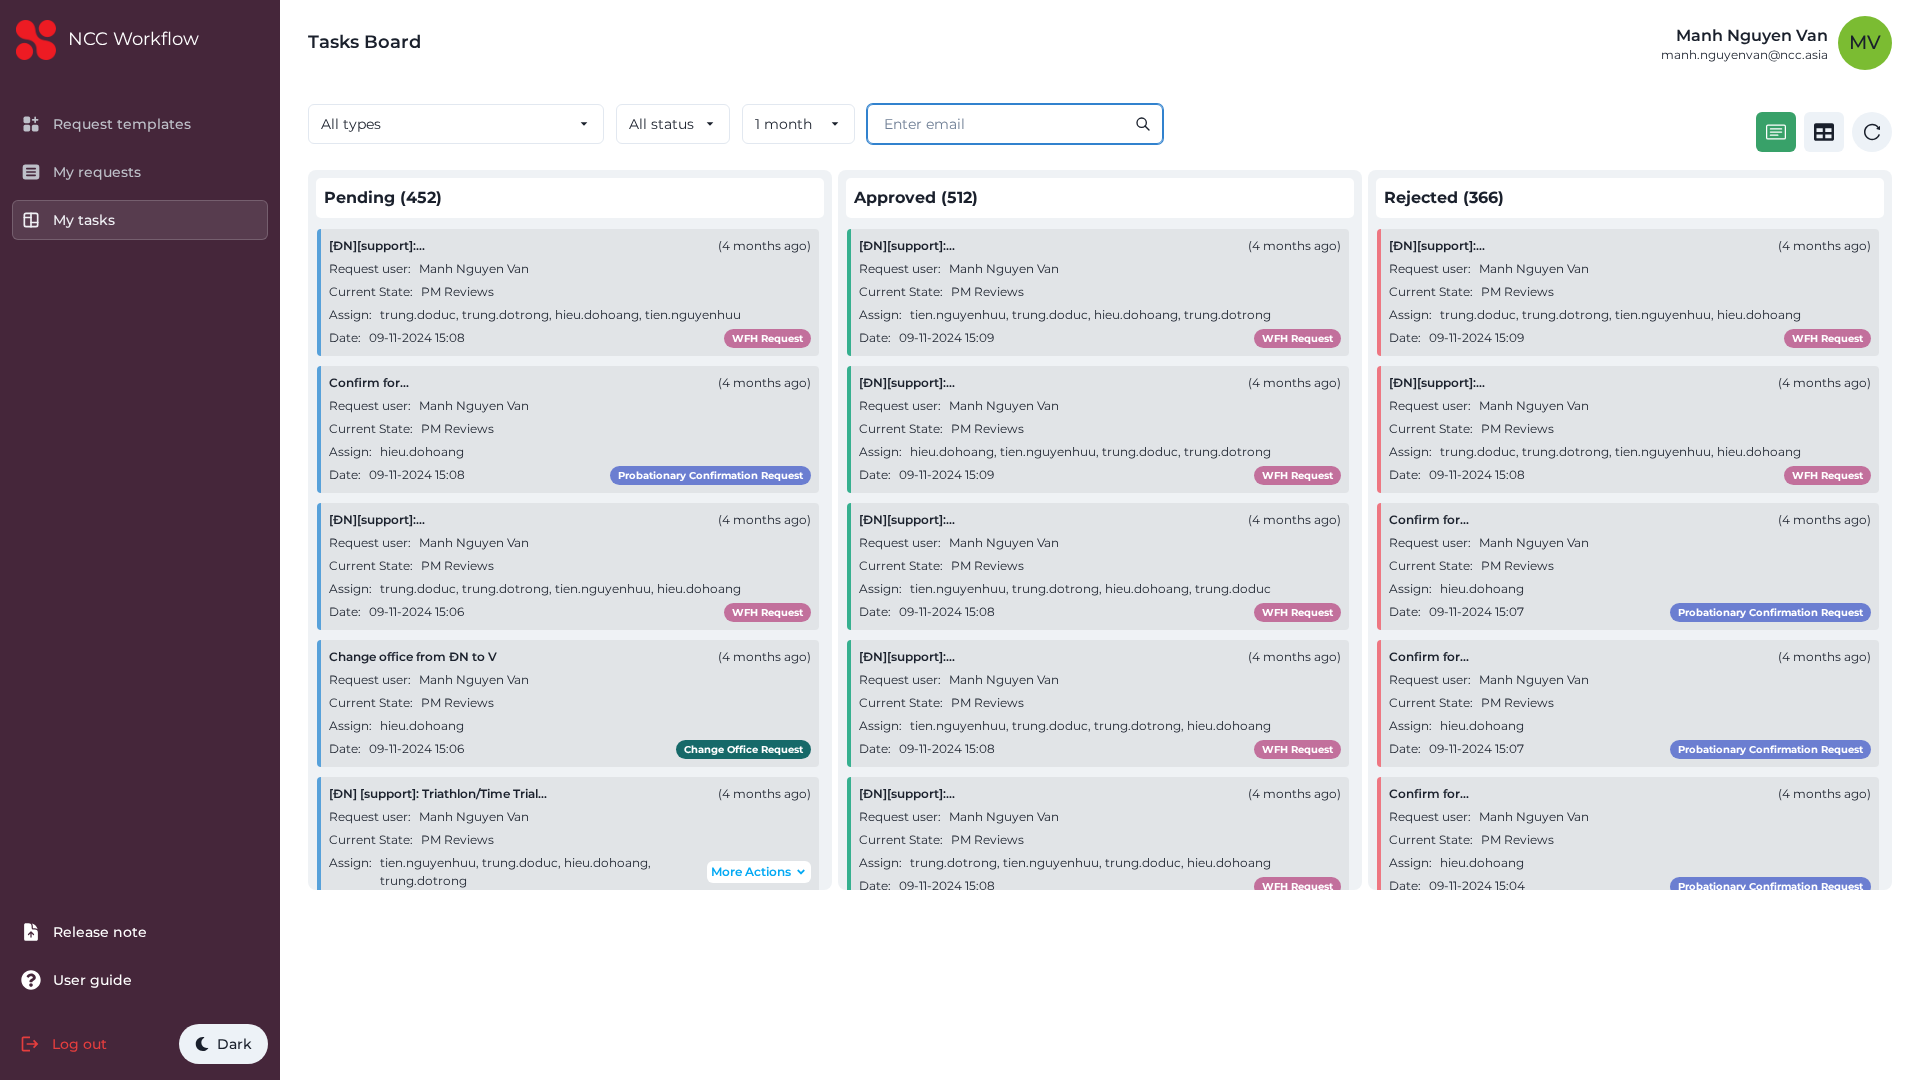 NCC Workflow
Request templates
My requests
My tasks
Release note
User guide
Log out
Dark
Tasks Board
Manh Nguyen Van
manh.nguyenvan@ncc.asia
MV
All types
All status
1 month
Enter email
Pending (452)
[ĐN][support]:... (4 months ago)
Request user: Manh Nguyen Van
Current State: PM Reviews
Assign: trung.doduc, trung.dotrong, hieu.dohoang, tien.nguyenhuu
Date: 09-11-2024 15:08 WFH Request
Confirm for... (4 months ago)
Request user: Manh Nguyen Van
Current State: PM Reviews
Assign: hieu.dohoang
Date: 09-11-2024 15:08 Probationary Confirmation Request
[ĐN][support]:... (4 months ago)
Request user: Manh Nguyen Van
Current State: PM Reviews
Assign: trung.doduc, trung.dotrong, tien.nguyenhuu, hieu.dohoang
Date: 09-11-2024 15:06 WFH Request
Change office from ĐN to V (4 months ago)
Request user: Manh Nguyen Van
Current State: PM Reviews
Assign: hieu.dohoang
Date: 09-11-2024 15:06 Change Office Request
[ĐN] [support]: Triathlon/Time Trial... (4 months ago)
Request user: Manh Nguyen Van
Current State: PM Reviews
Assign: tien.nguyenhuu, trung.doduc, hieu.dohoang,
trung.dotrong
More Actions
Approved (512)
[ĐN][support]:... (4 months ago)
Request user: Manh Nguyen Van
Current State: PM Reviews
Assign: tien.nguyenhuu, trung.doduc, hieu.dohoang, trung.dotrong
Date: 09-11-2024 15:09 WFH Request
[ĐN][support]:... (4 months ago)
Request user: Manh Nguyen Van
Current State: PM Reviews
Assign: hieu.dohoang, tien.nguyenhuu, trung.doduc, trung.dotrong
Date: 09-11-2024 15:09 WFH Request
[ĐN][support]:... (4 months ago)
Request user: Manh Nguyen Van
Current State: PM Reviews
Assign: tien.nguyenhuu, trung.dotrong, hieu.dohoang, trung.doduc
Date: 09-11-2024 15:08 WFH Request
[ĐN][support]:... (4 months ago)
Request user: Manh Nguyen Van
Current State: PM Reviews
Assign: tien.nguyenhuu, trung.doduc, trung.dotrong, hieu.dohoang
Date: 09-11-2024 15:08 WFH Request
[ĐN][support]:... (4 months ago)
Request user: Manh Nguyen Van
Current State: PM Reviews
Assign: trung.dotrong, tien.nguyenhuu, trung.doduc, hieu.dohoang
Date: 09-11-2024 15:08 WFH Request
Rejected (366)
[ĐN][support]:... (4 months ago)
Request user: Manh Nguyen Van
Current State: PM Reviews
Assign: trung.doduc, trung.dotrong, tien.nguyenhuu, hieu.dohoang
Date: 09-11-2024 15:09 WFH Request
[ĐN][support]:... (4 months ago)
Request user: Manh Nguyen Van
Current State: PM Reviews
Assign: trung.doduc, trung.dotrong, tien.nguyenhuu, hieu.dohoang
Date: 09-11-2024 15:08 WFH Request
Confirm for... (4 months ago)
Request user: Manh Nguyen Van
Current State: PM Reviews
Assign: hieu.dohoang
Date: 09-11-2024 15:07 Probationary Confirmation Request
Confirm for... (4 months ago)
Request user: Manh Nguyen Van
Current State: PM Reviews
Assign: hieu.dohoang
Date: 09-11-2024 15:07 Probationary Confirmation Request
Confirm for... (4 months ago)
Request user: Manh Nguyen Van
Current State: PM Reviews
Assign: hieu.dohoang
Date: 09-11-2024 15:04 Probationary Confirmation Request